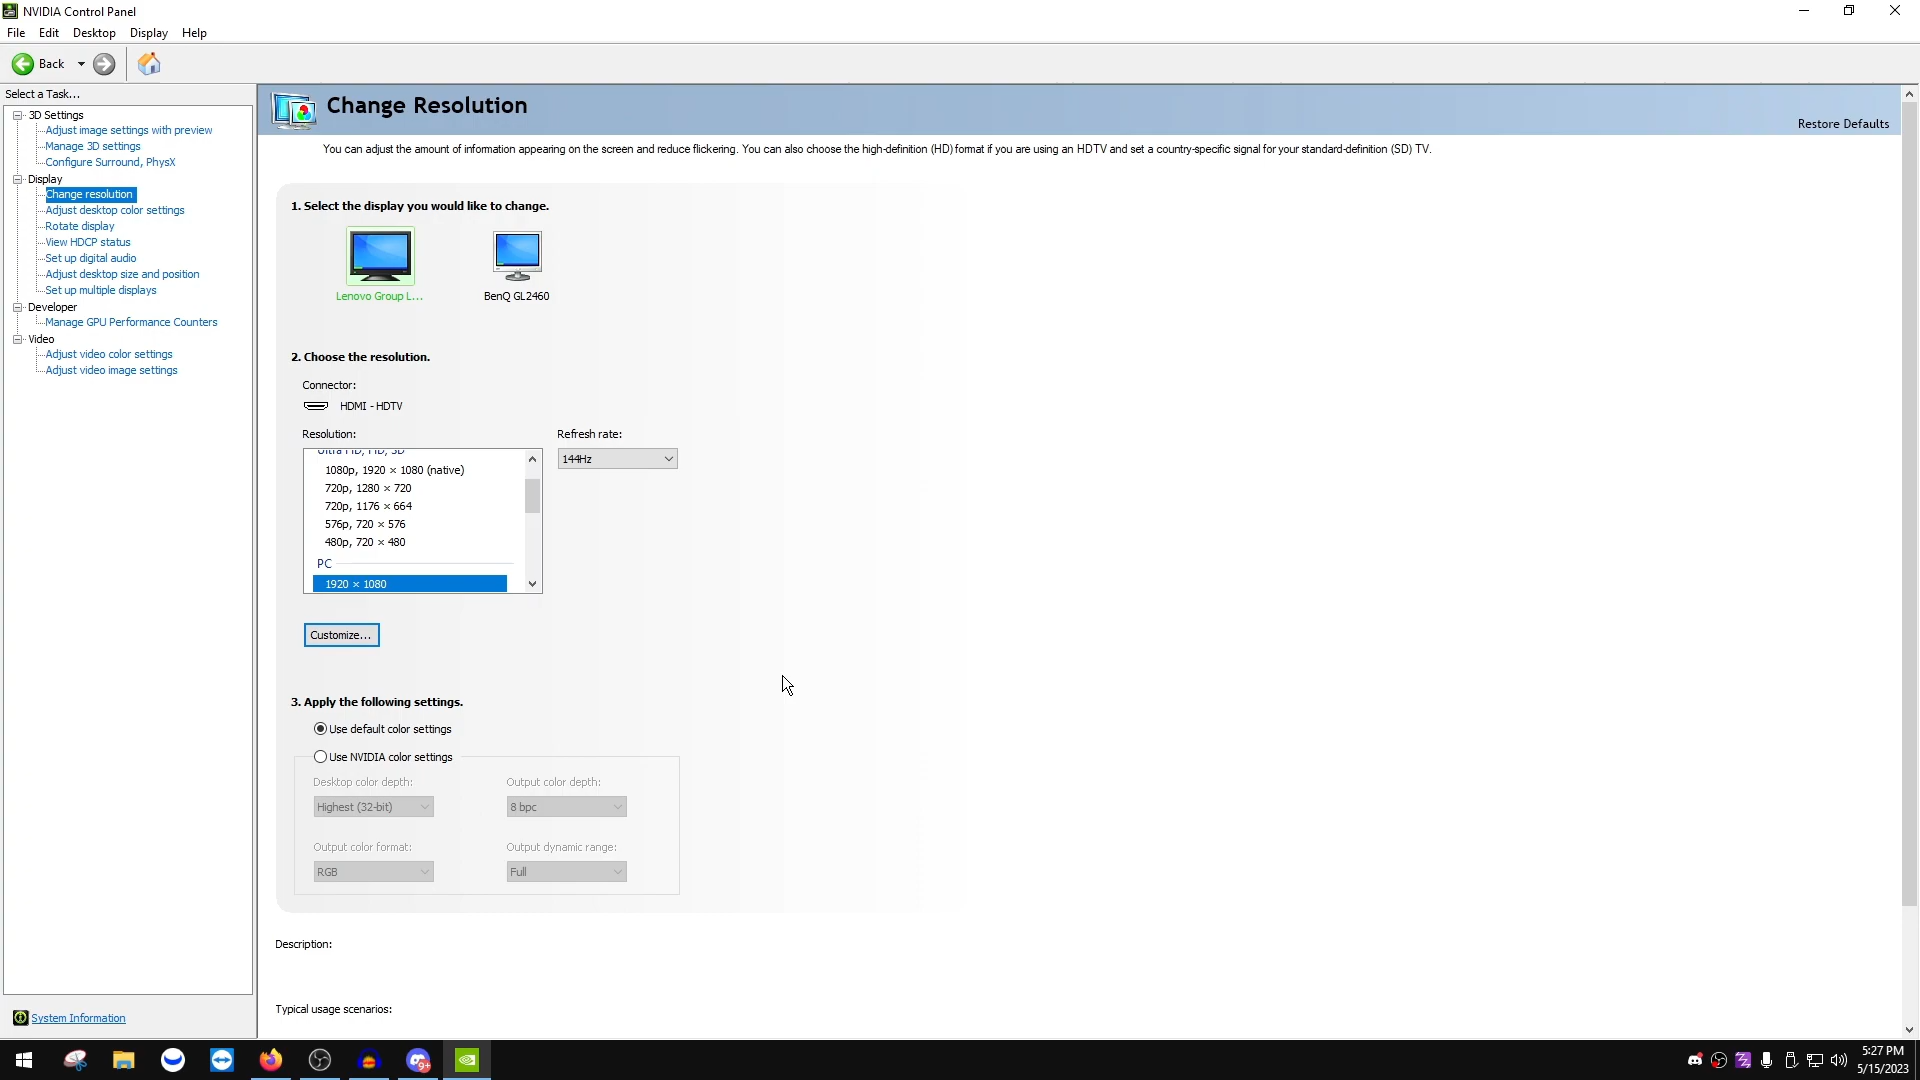 NVIDIA Control Panel
File Edit Desktop Display Help
Back
Select a Task...
3D Settings
Adjust image settings with preview
Manage 3D settings
Configure Surround, PhysX
Display
Change resolution
Adjust desktop color settings
Rotate display
View HDCP status
Set up digital audio
Adjust desktop size and position
Set up multiple displays
Developer
Manage GPU Performance Counters
Video
Adjust video color settings
Adjust video image settings
System Information
Change Resolution
Restore Defaults
You can adjust the amount of information appearing on the screen and reduce flickering. You can also choose the high-definition (HD) format if you are using an HDTV and set a country-specific signal for your standard-definition (SD) TV.
1. Select the display you would like to change.
Lenovo Group L... BenQ GL2460
2. Choose the resolution.
Connector:
HDMI - HDTV
Resolution: Refresh rate:
144Hz
Ultra HD, HD, SD
1080p, 1920 × 1080 (native)
720p, 1280 × 720
720p, 1176 × 664
576p, 720 × 576
480p, 720 × 480
PC
1920 × 1080
Customize...
3. Apply the following settings.
Use default color settings
Use NVIDIA color settings
Desktop color depth: Output color depth:
Highest (32-bit) 8 bpc
Output color format: Output dynamic range:
RGB Full
Description:
Typical usage scenarios:
9+
5:27 PM
5/15/2023